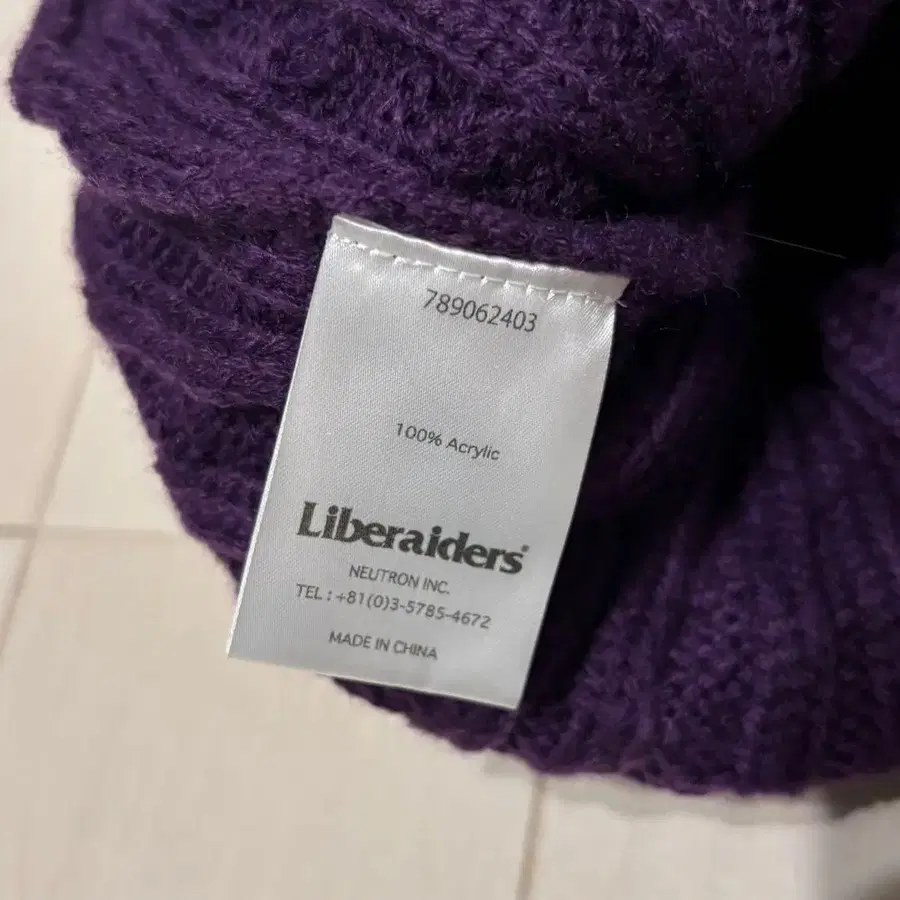 789062403
100% Acrylic
Liberaiders®
NEUTRON INC.
TEL : +81(0)3-5785-4672
MADE IN CHINA